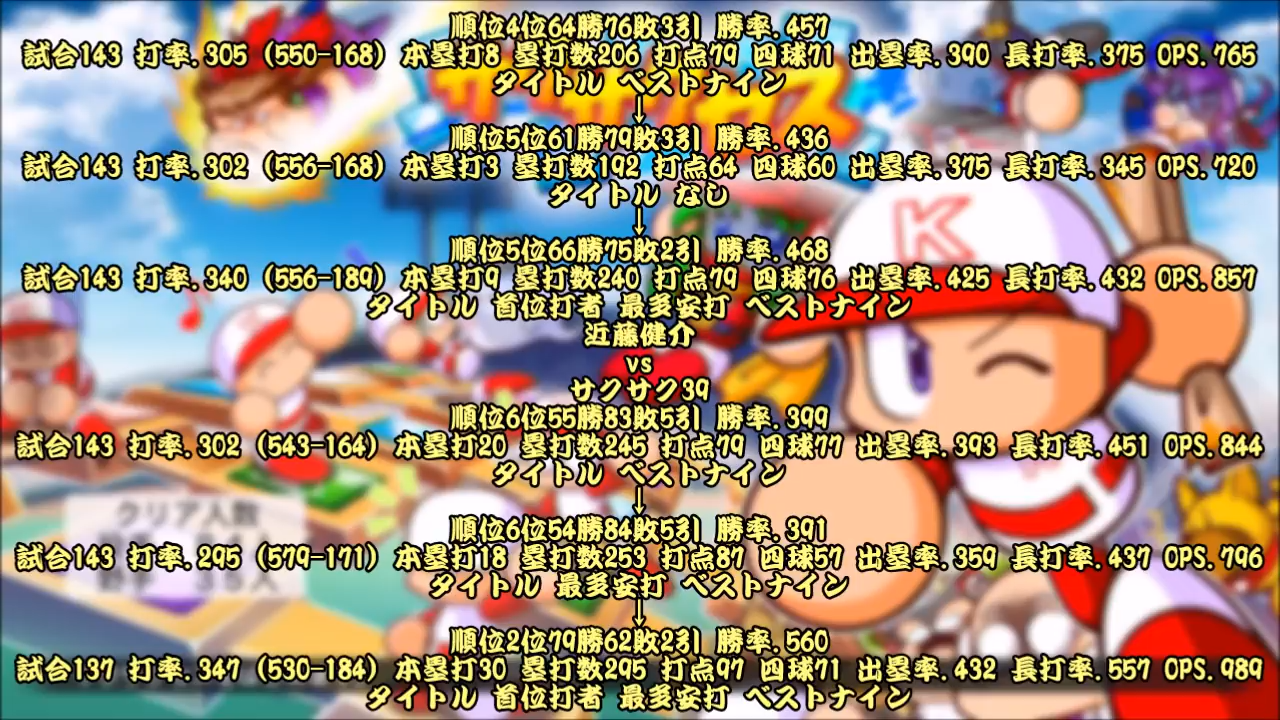 順位4位64勝76敗3引 勝率.457
試合143 打率.305 (550-168) 本塁打8 塁打数206 打点79 四球71 出塁率.390 長打率.375 OPS.765
タイトル ベストナイン
↓
順位5位61勝79敗3引 勝率.436
試合143 打率.302 (556-168) 本塁打3 塁打数192 打点64 四球60 出塁率.375 長打率.345 OPS.720
タイトル なし
↓
順位5位66勝75敗2引 勝率.468
試合143 打率.340 (556-189) 本塁打9 塁打数240 打点79 四球76 出塁率.425 長打率.432 OPS.857
タイトル 首位打者 最多安打 ベストナイン
近藤健介
vs
サクサク39
順位6位55勝83敗5引 勝率.399
試合143 打率.302 (543-164) 本塁打20 塁打数245 打点79 四球77 出塁率.393 長打率.451 OPS.844
タイトル ベストナイン
↓
順位6位54勝84敗5引 勝率.391
試合143 打率.295 (579-171) 本塁打18 塁打数253 打点87 四球57 出塁率.359 長打率.437 OPS.796
タイトル 最多安打 ベストナイン
↓
順位2位79勝62敗2引 勝率.560
試合137 打率.347 (530-184) 本塁打30 塁打数295 打点97 四球71 出塁率.432 長打率.557 OPS.989
タイトル 首位打者 最多安打 ベストナイン
K
クリア人数